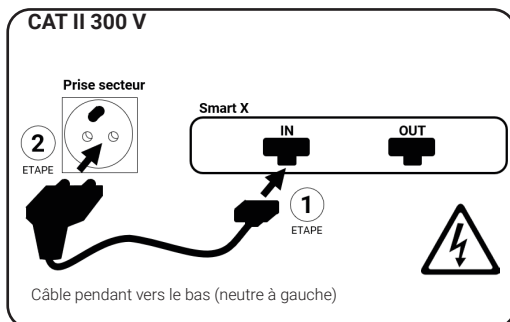 CAT II 300 V
Prise secteur
Smart X
IN
OUT
2
ETAPE
1
ETAPE
Câble pendant vers le bas (neutre à gauche)